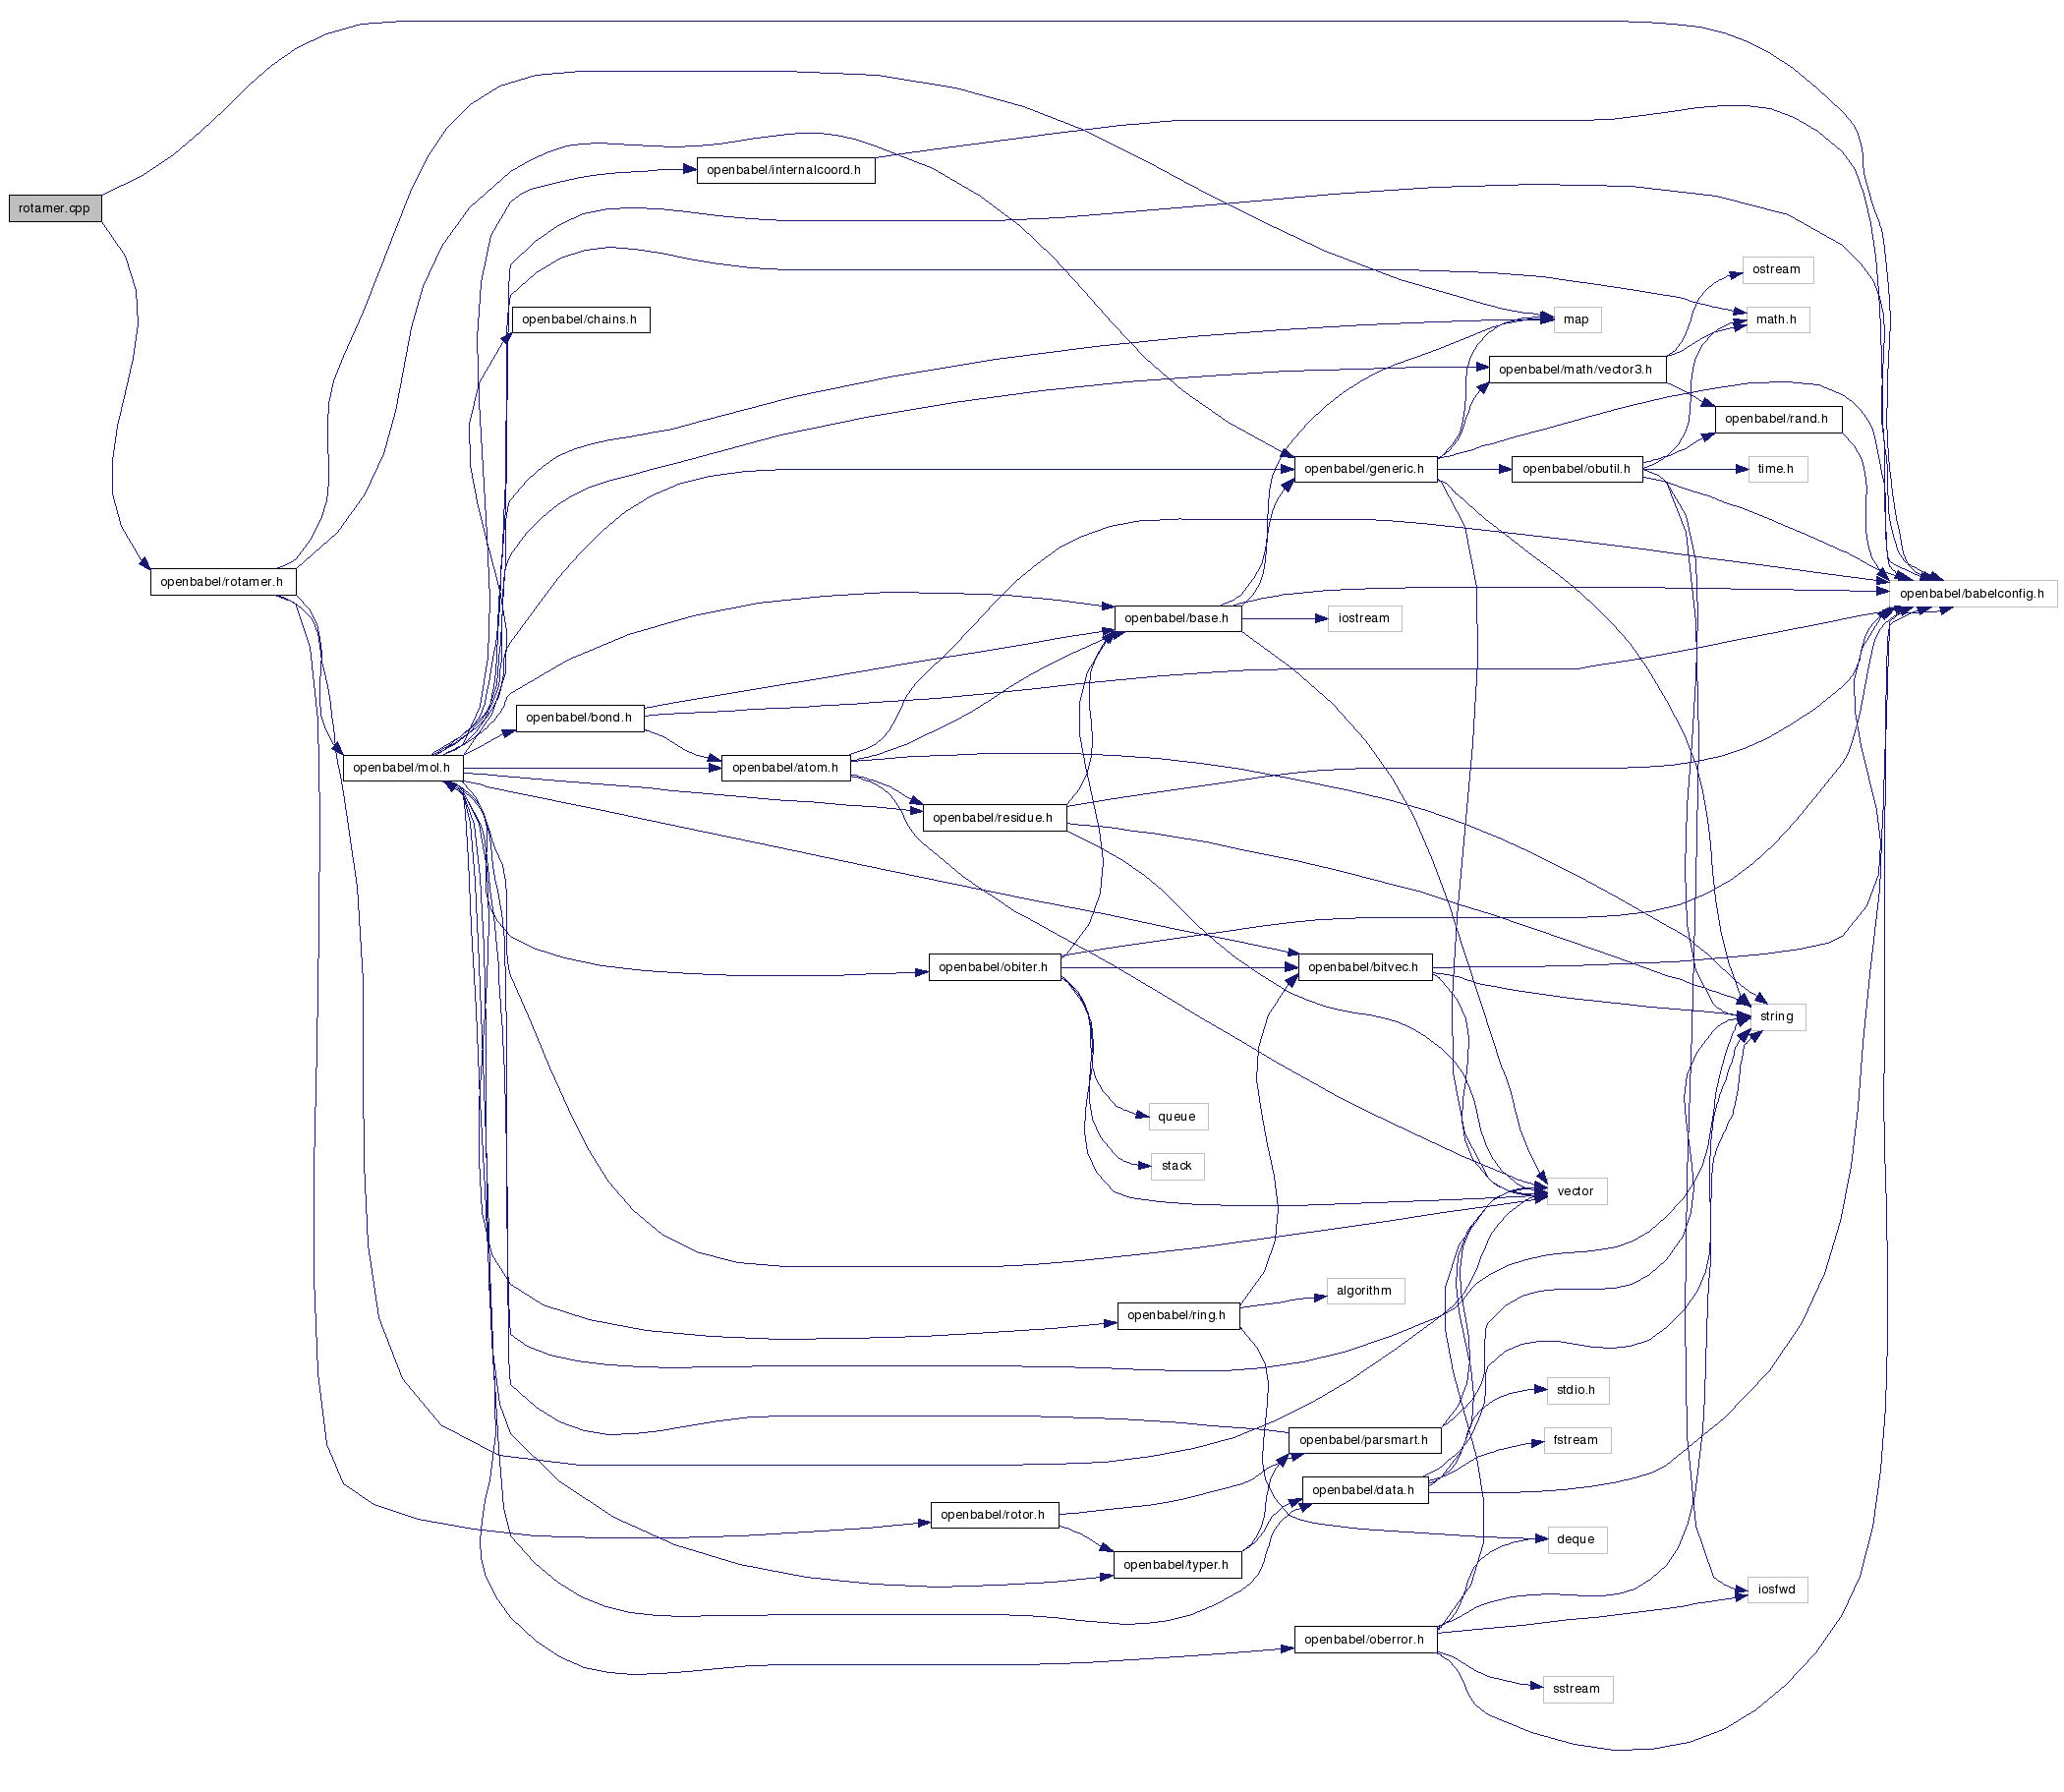 rotamer.cpp
openbabel/rotamer.h
openbabel/mol.h
openbabel/internalcoord.h
openbabel/chains.h
openbabel/bond.h
openbabel/atom.h
openbabel/residue.h
openbabel/obiter.h
openbabel/rotor.h
openbabel/base.h
queue
stack
openbabel/ring.h
openbabel/typer.h
openbabel/generic.h
iostream
openbabel/bitvec.h
algorithm
openbabel/parsmart.h
openbabel/data.h
openbabel/oberror.h
map
openbabel/math/vector3.h
openbabel/obutil.h
vector
stdio.h
fstream
deque
sstream
ostream
math.h
openbabel/rand.h
time.h
string
iosfwd
openbabel/babelconfig.h